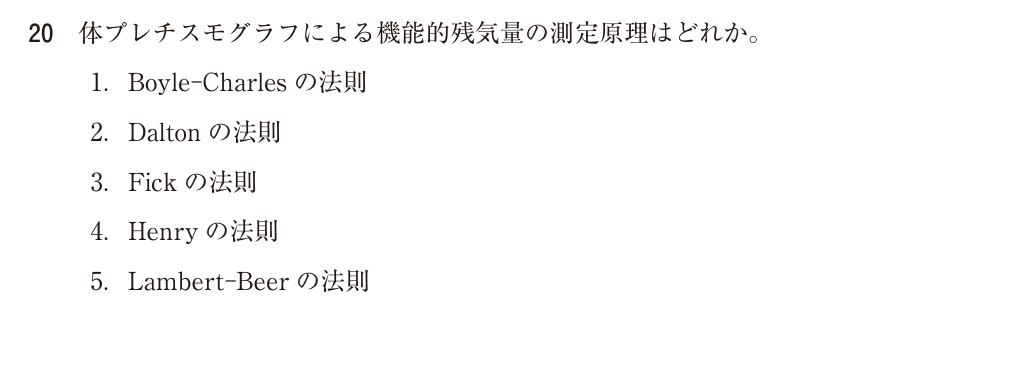 20 体プレチスモグラフによる機能的残気量の測定原理はどれか。
1. Boyle-Charles の法則
2. Dalton の法則
3. Fick の法則
4. Henry の法則
5. Lambert-Beer の法則